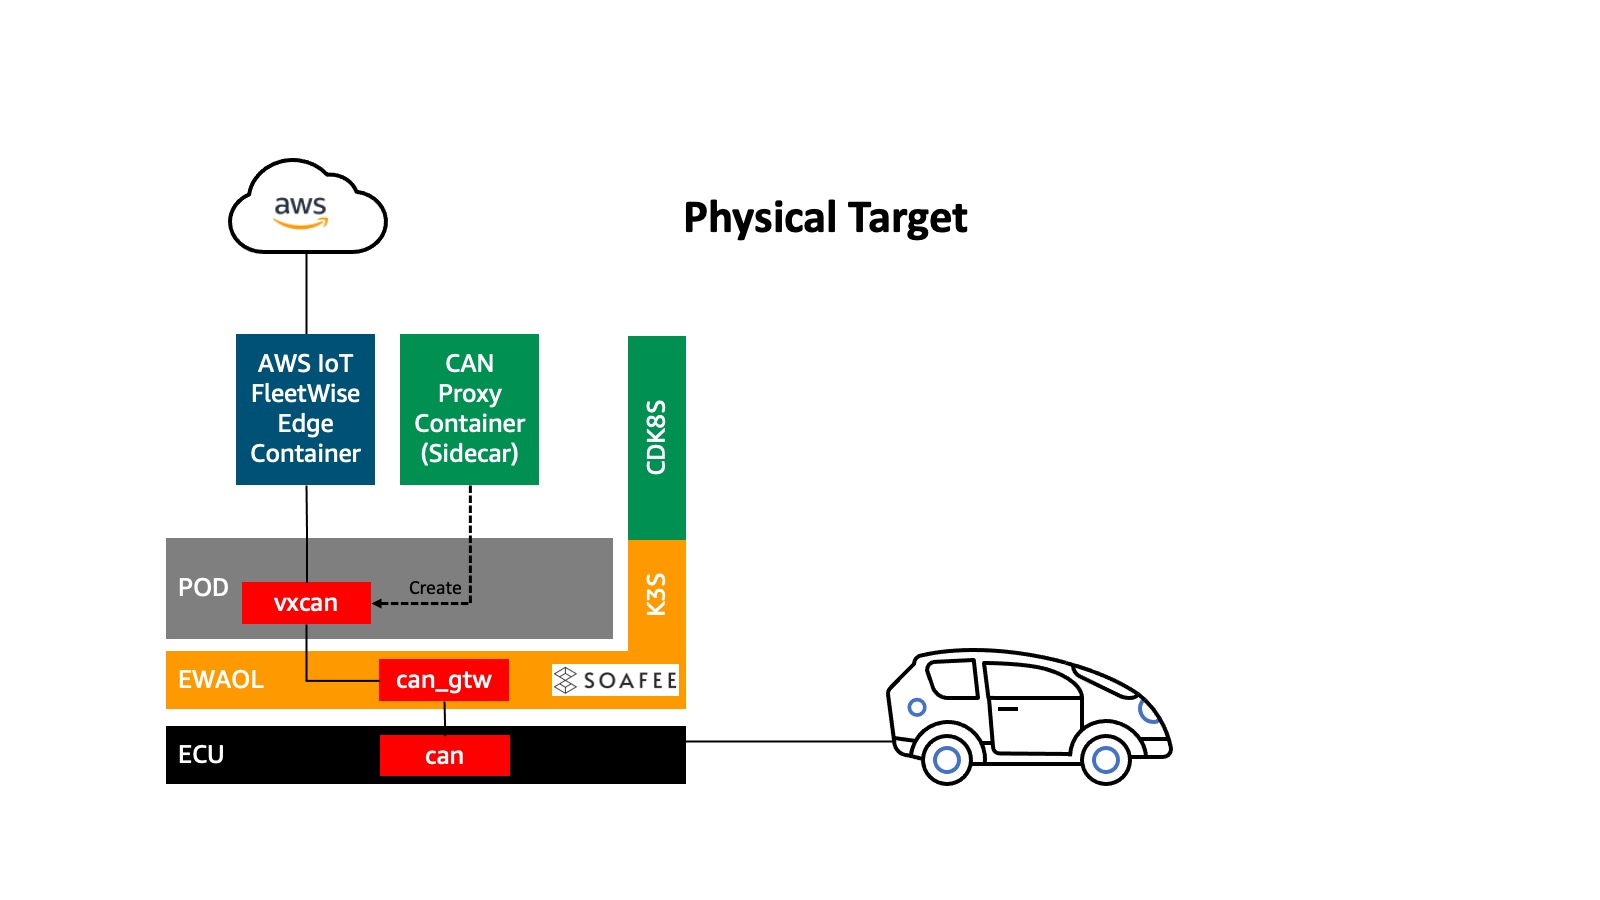 aws
Physical Target
AWS IoT
FleetWise
Edge
Container
CAN
Proxy
Container
(Sidecar)
CDK8S
POD
vxcan
Create
K3S
EWAOL
can_gtw
SOAFEE
ECU
can